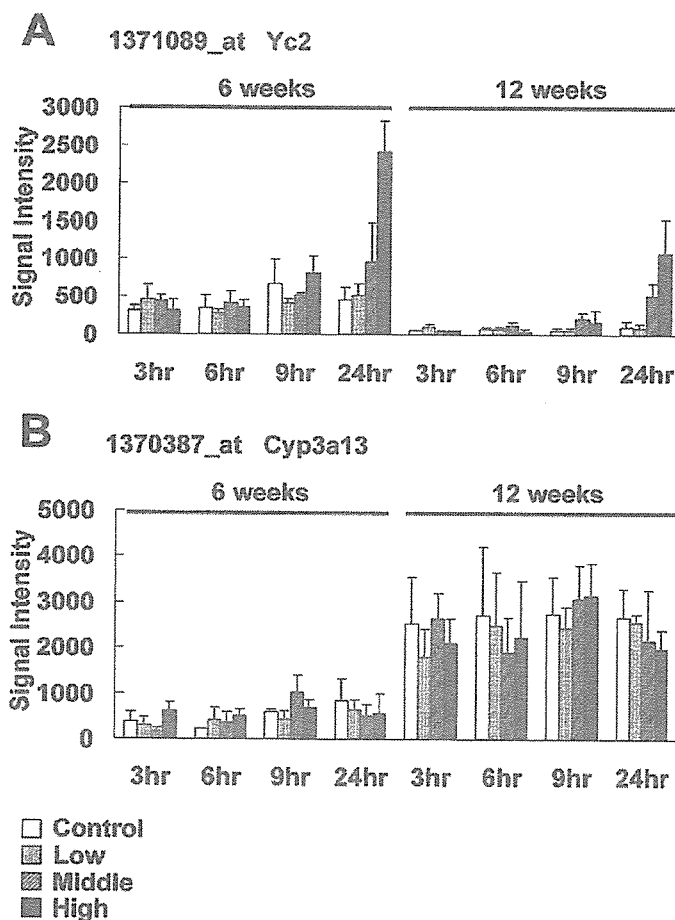 A
1371089_at Yc2
6 weeks
12 weeks
Signal Intensity
3000
2500
2000
1500
1000
500
0
3hr 6hr 9hr 24hr 3hr 6hr 9hr 24hr
B
1370387_at Cyp3a13
6 weeks
12 weeks
Signal Intensity
5000
4000
3000
2000
1000
0
3hr 6hr 9hr 24hr 3hr 6hr 9hr 24hr
Control
Low
Middle
High